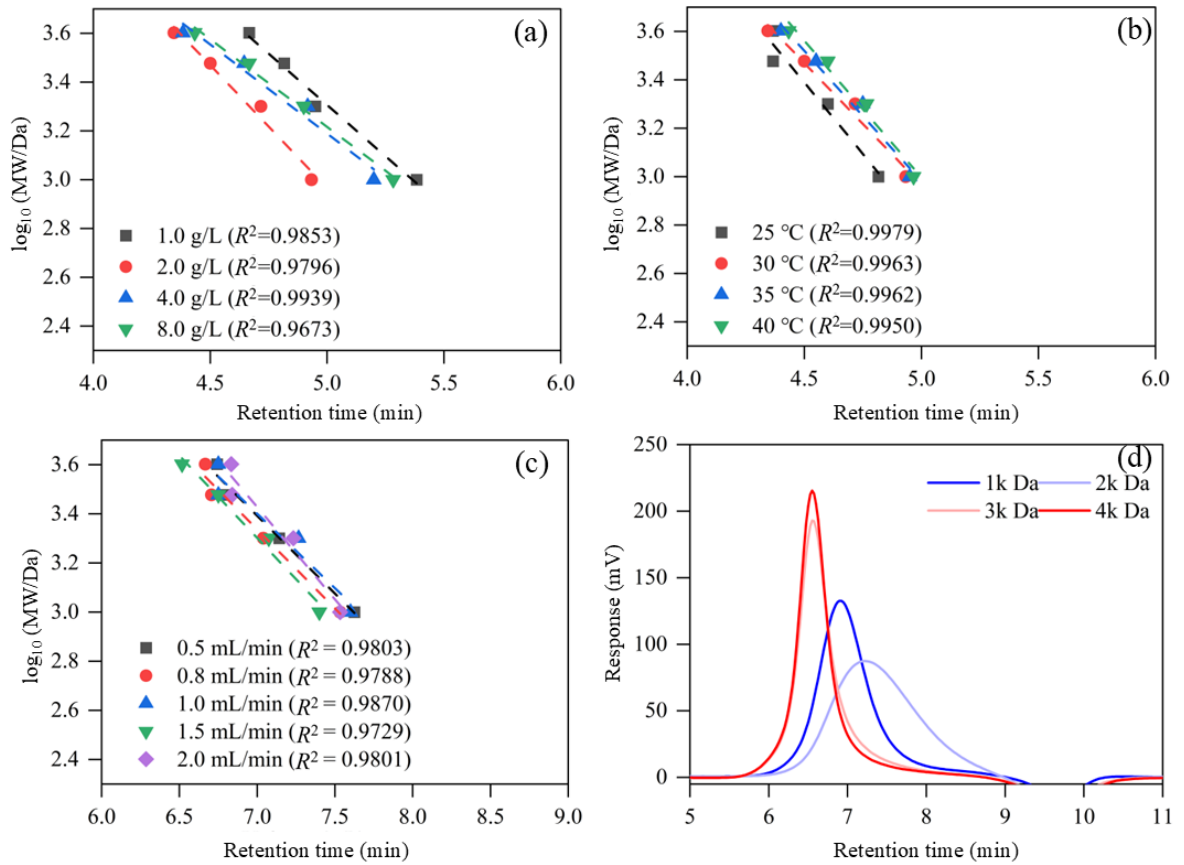 (a)
log10 (MW/Da)
3.6
3.4
3.2
3.0
2.8
2.6
2.4
1.0 g/L (R²=0.9853)
2.0 g/L (R²=0.9796)
4.0 g/L (R²=0.9939)
8.0 g/L (R²=0.9673)
4.0 4.5 5.0 5.5 6.0
Retention time (min)
(b)
log10 (MW/Da)
3.6
3.4
3.2
3.0
2.8
2.6
2.4
25 ℃ (R²=0.9979)
30 ℃ (R²=0.9963)
35 ℃ (R²=0.9962)
40 ℃ (R²=0.9950)
4.0 4.5 5.0 5.5 6.0
Retention time (min)
(c)
log10 (MW/Da)
3.6
3.4
3.2
3.0
2.8
2.6
2.4
0.5 mL/min (R² = 0.9803)
0.8 mL/min (R² = 0.9788)
1.0 mL/min (R² = 0.9870)
1.5 mL/min (R² = 0.9729)
2.0 mL/min (R² = 0.9801)
6.0 6.5 7.0 7.5 8.0 8.5 9.0
Retention time (min)
(d)
Response (mV)
250
200
150
100
50
0
1k Da 2k Da
3k Da 4k Da
5 6 7 8 9 10 11
Retention time (min)